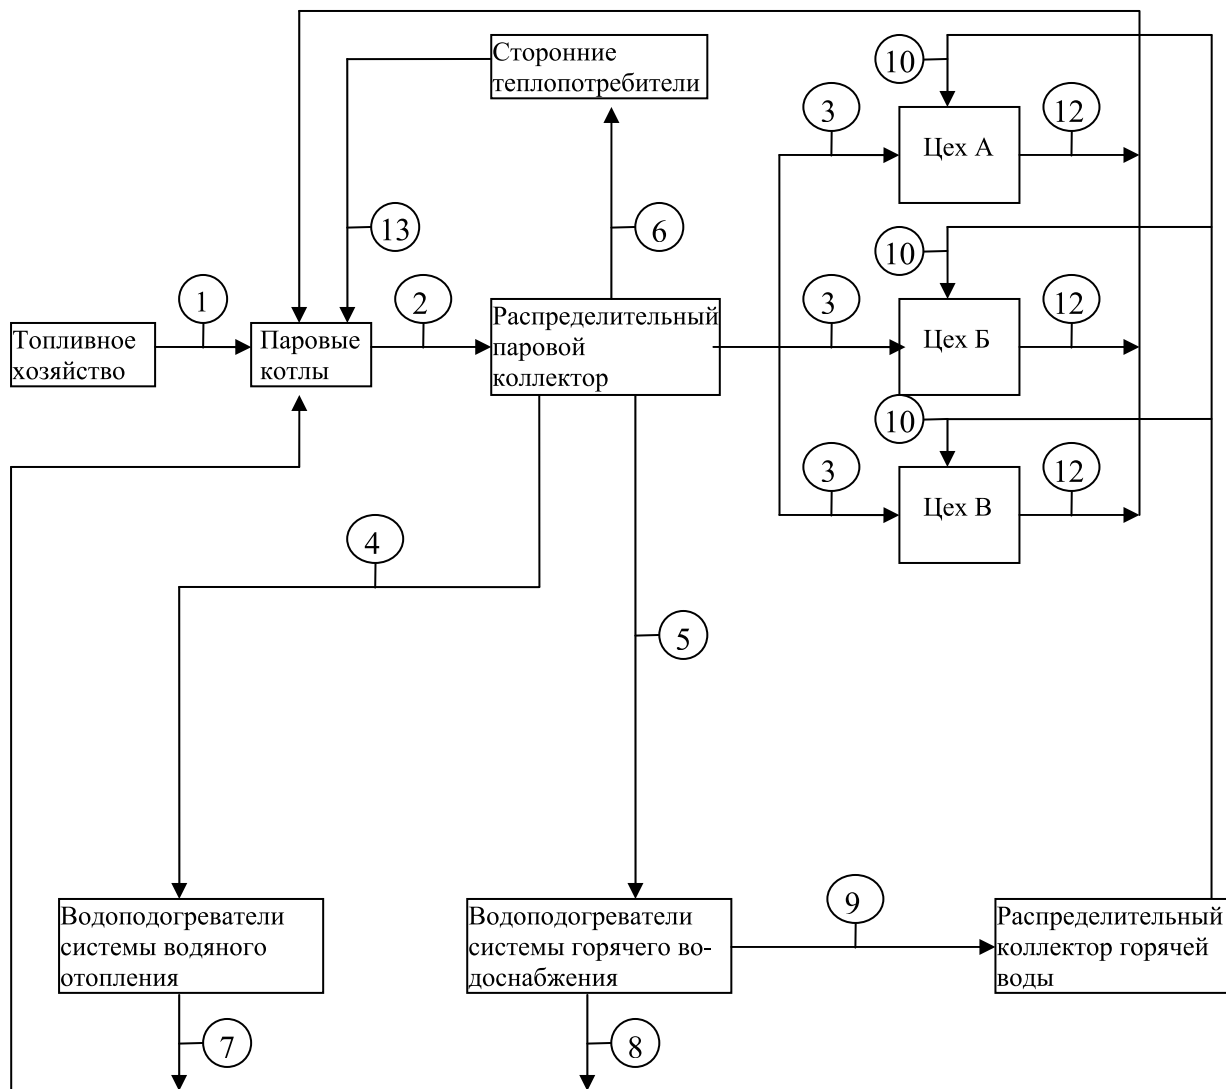 Сторонние
теплопотребители
10
3
12
Цех А
13
6
10
1
2
3
12
Топливное
хозяйство
Паровые
котлы
Распределительный
паровой
коллектор
Цех Б
10
3
12
Цех В
4
5
9
Водоподогреватели
системы водяного
отопления
Водоподогреватели
системы горячего во-
доснабжения
Распределительный
коллектор горячей
воды
7
8